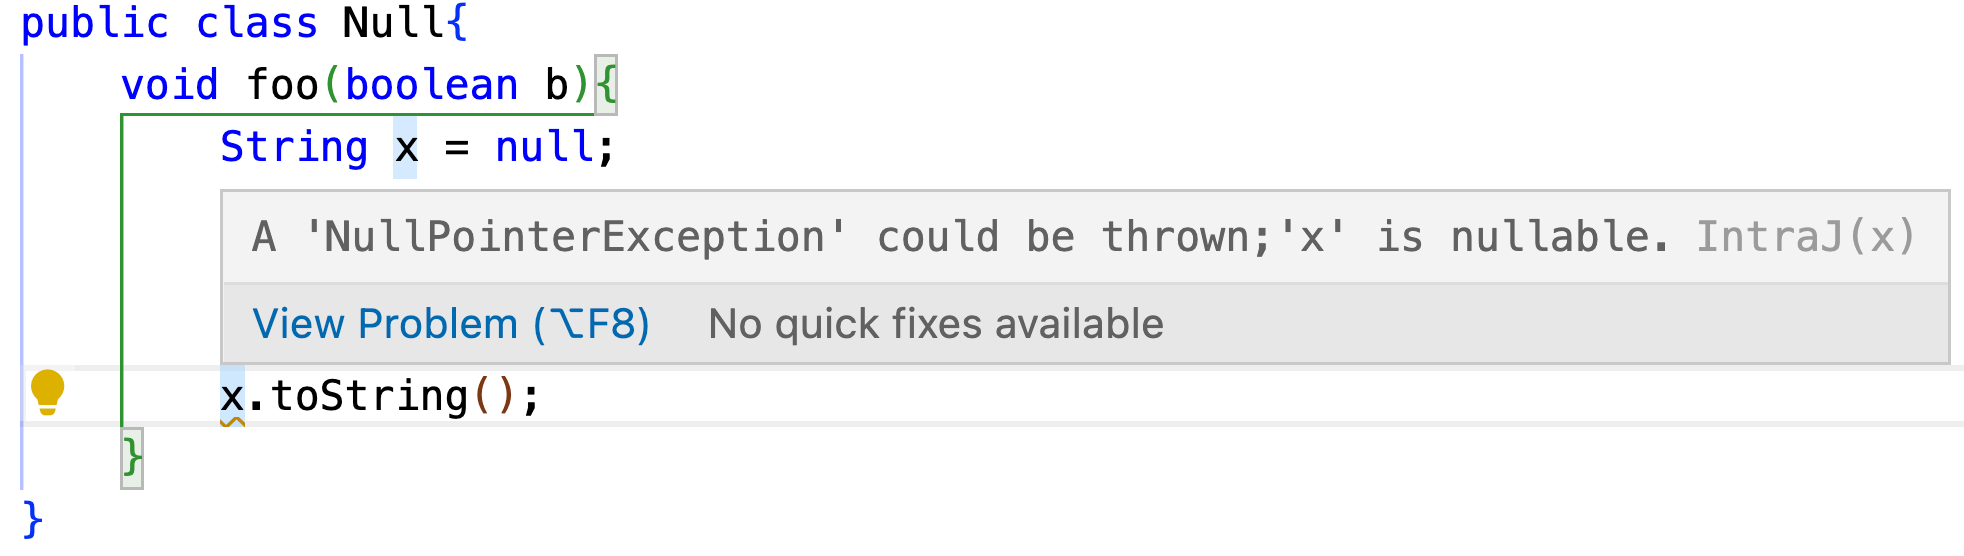 public class Null{
void foo(boolean b){
String x = null;
A 'NullPointerException' could be thrown;'x' is nullable. IntraJ(x)
View Problem (⌥F8) No quick fixes available
x.toString();
}
}